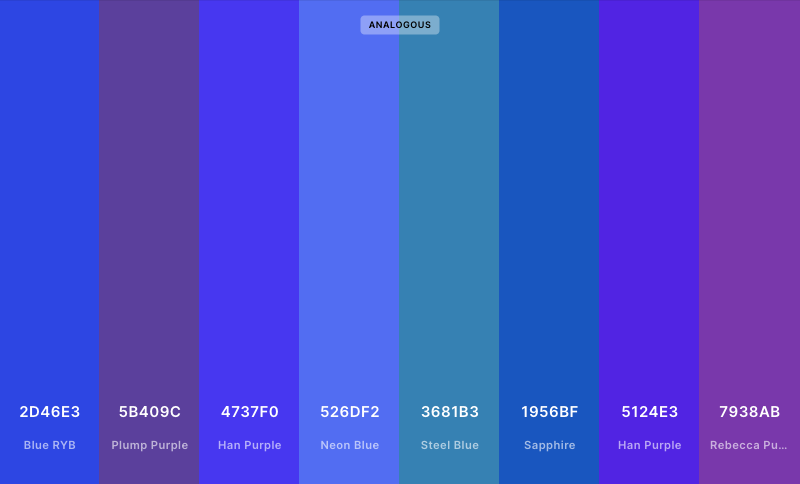 ANALOGOUS
2D46E3 5B409C 4737F0 526DF2 3681B3 1956BF 5124E3 7938AB
Blue RYB Plump Purple Han Purple Neon Blue Steel Blue Sapphire Han Purple Rebecca Pu...